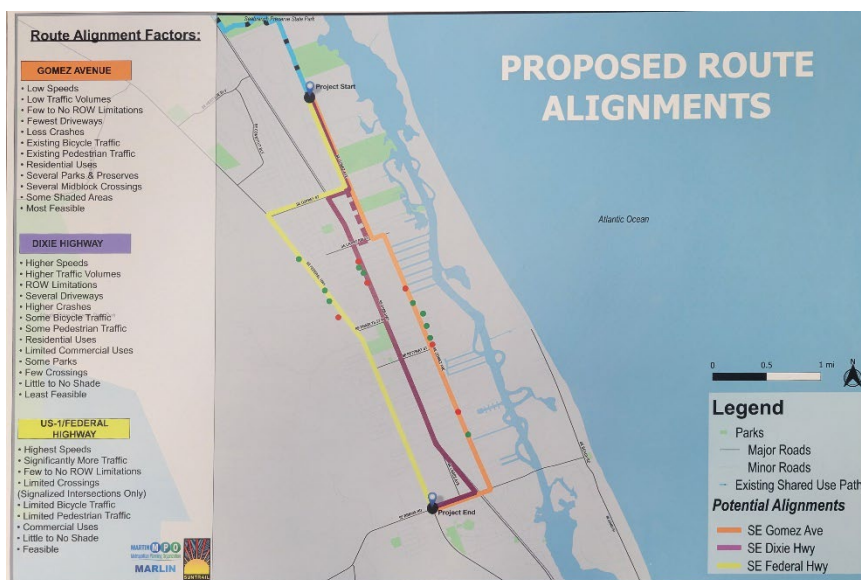 Route Alignment Factors:
GOMEZ AVENUE
• Low Speeds
• Low Traffic Volumes
• Few to No ROW Limitations
• Fewest Driveways
• Less Crashes
• Existing Bicycle Traffic
• Existing Pedestrian Traffic
• Residential Uses
• Several Parks & Preserves
• Several Midblock Crossings
• Some Shaded Areas
• Most Feasible
DIXIE HIGHWAY
• Higher Speeds
• Higher Traffic Volumes
• ROW Limitations
• Several Driveways
• Higher Crashes
• Some Bicycle Traffic
• Some Pedestrian Traffic
• Residential Uses
• Limited Commercial Uses
• Some Parks
• Few Crossings
• Little to No Shade
• Least Feasible
US-1/FEDERAL
HIGHWAY
• Highest Speeds
• Significantly More Traffic
• Few to No ROW Limitations
• Limited Crossings
(Signalized Intersections Only)
• Limited Bicycle Traffic
• Limited Pedestrian Traffic
• Commercial Uses
• Little to No Shade
• Feasible
MARTIN MPO
MARLIN
SUNTRAIL
Seabranch Preserve State Park
Project Start
Project End
PROPOSED ROUTE
ALIGNMENTS
Atlantic Ocean
0 0.5 1 mi
N
Legend
Parks
Major Roads
Minor Roads
Existing Shared Use Path
Potential Alignments
SE Gomez Ave
SE Dixie Hwy
SE Federal Hwy